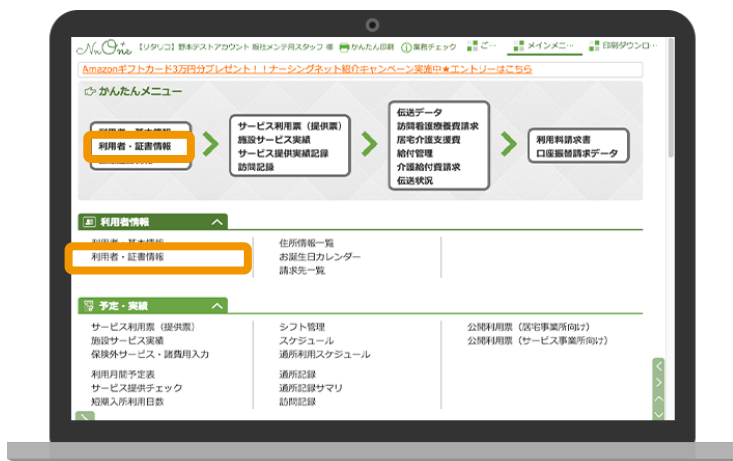 NnOne 【リタリコ】野本テストアカウント 販社メンテ用スタッフ 様 かんたん印刷 業務チェック ご… メインメニ… 印刷ダウンロ…
Amazonギフトカード3万円分プレゼント！！ナーシングネット紹介キャンペーン実施中★エントリーはこちら
かんたんメニュー
利用者・基本情報
利用者・証書情報
サービス利用票（提供票）
施設サービス実績
サービス提供実績記録
訪問記録
伝送データ
訪問看護療養費請求
居宅介護支援費
給付管理
介護給付費請求
伝送状況
利用料請求書
口座振替請求データ
利用者情報
利用者・基本情報
利用者・証書情報
住所情報一覧
お誕生日カレンダー
請求先一覧
予定・実績
サービス利用票（提供票）
施設サービス実績
保険外サービス・諸費用入力
利用月間予定表
サービス提供チェック
短期入所利用日数
シフト管理
スケジュール
通所利用スケジュール
通所記録
通所記録サマリ
訪問記録
公開利用票（居宅事業所向け）
公開利用票（サービス事業所向け）